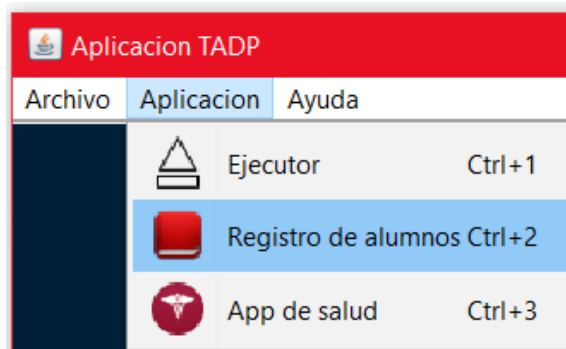 Aplicacion TADP
Archivo Aplicacion Ayuda
Ejecutor Ctrl+1
Registro de alumnos Ctrl+2
App de salud Ctrl+3